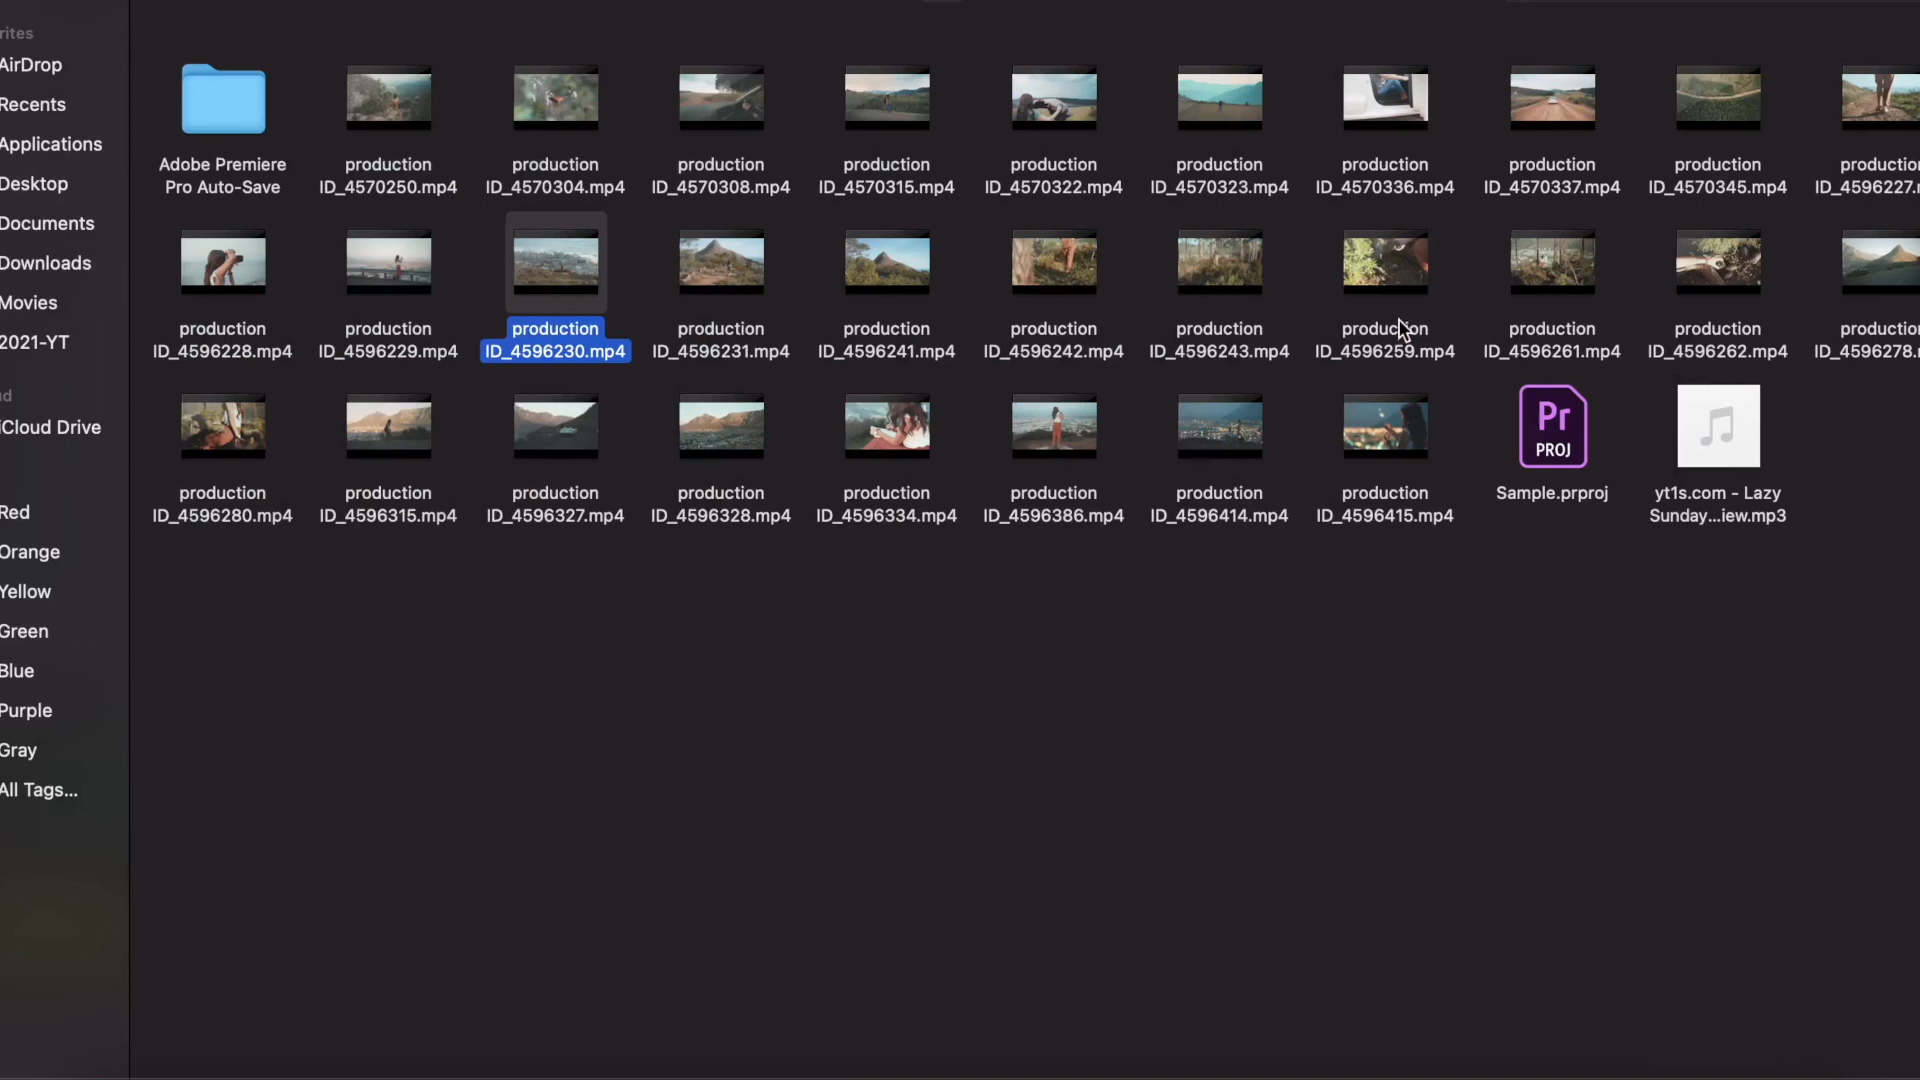 rites
AirDrop
Recents
Applications
Desktop
Documents
Downloads
Movies
2021-YT
d
iCloud Drive
Red
Orange
Yellow
Green
Blue
Purple
Gray
All Tags...
Adobe Premiere
Pro Auto-Save
production
ID_4570250.mp4
production
ID_4570304.mp4
production
ID_4570308.mp4
production
ID_4570315.mp4
production
ID_4570322.mp4
production
ID_4570323.mp4
production
ID_4570336.mp4
production
ID_4570337.mp4
production
ID_4570345.mp4
production
ID_4596227.
production
ID_4596228.mp4
production
ID_4596229.mp4
production
ID_4596230.mp4
production
ID_4596231.mp4
production
ID_4596241.mp4
production
ID_4596242.mp4
production
ID_4596243.mp4
production
ID_4596259.mp4
production
ID_4596261.mp4
production
ID_4596262.mp4
production
ID_4596278.
production
ID_4596280.mp4
production
ID_4596315.mp4
production
ID_4596327.mp4
production
ID_4596328.mp4
production
ID_4596334.mp4
production
ID_4596386.mp4
production
ID_4596414.mp4
production
ID_4596415.mp4
Pr
PROJ
Sample.prproj
yt1s.com - Lazy
Sunday...iew.mp3